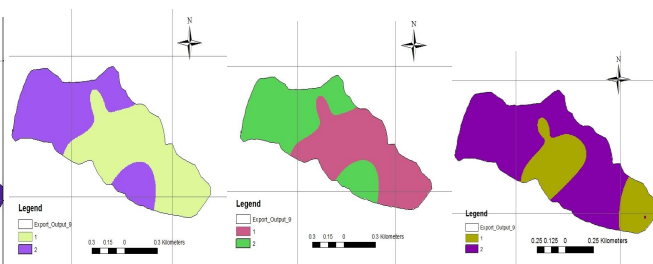 N
Legend
Export_Output_9
1
2
0.3 0.15 0 0.3 Kilometers
N
Legend
Export_Output_9
1
2
0.3 0.15 0 0.3 Kilometers
N
Legend
Export_Output_9
1
2
0.25 0.125 0 0.25 Kilometers